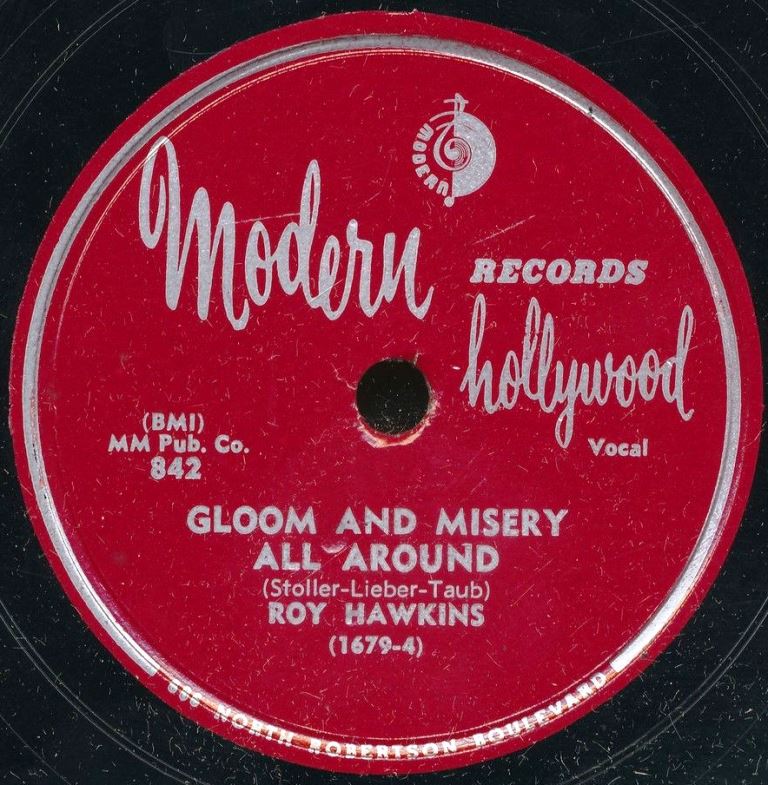 MODERN
Modern
RECORDS
hollywood
Vocal
(BMI)
MM Pub. Co.
842
GLOOM AND MISERY
ALL AROUND
(Stoller-Lieber-Taub)
ROY HAWKINS
(1679-4)
NORTH ROBERTSON BOULEVARD